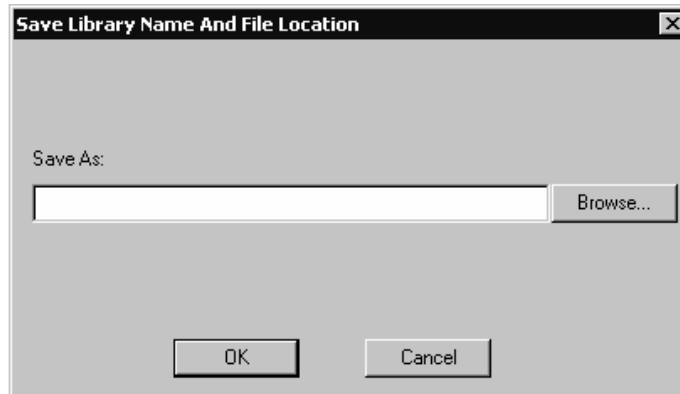 Save Library Name And File Location
Save As:
Browse...
OK
Cancel